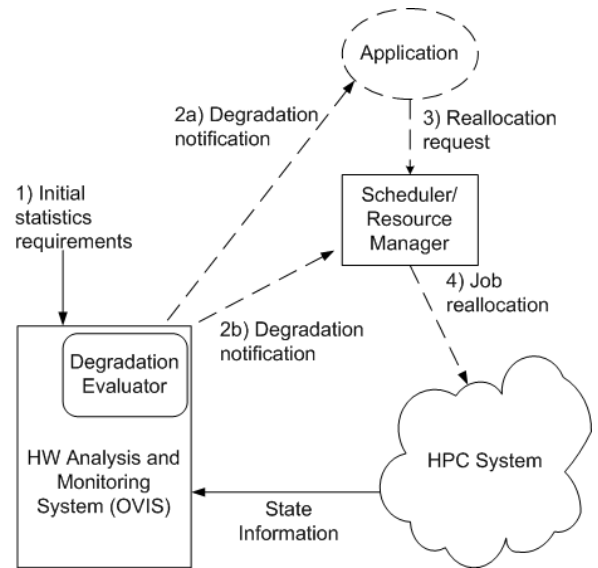 Application
2a) Degradation
notification
3) Reallocation
request
1) Initial
statistics
requirements
Scheduler/
Resource
Manager
4) Job
reallocation
2b) Degradation
notification
Degradation
Evaluator
HW Analysis and
Monitoring
System (OVIS)
HPC System
State
Information